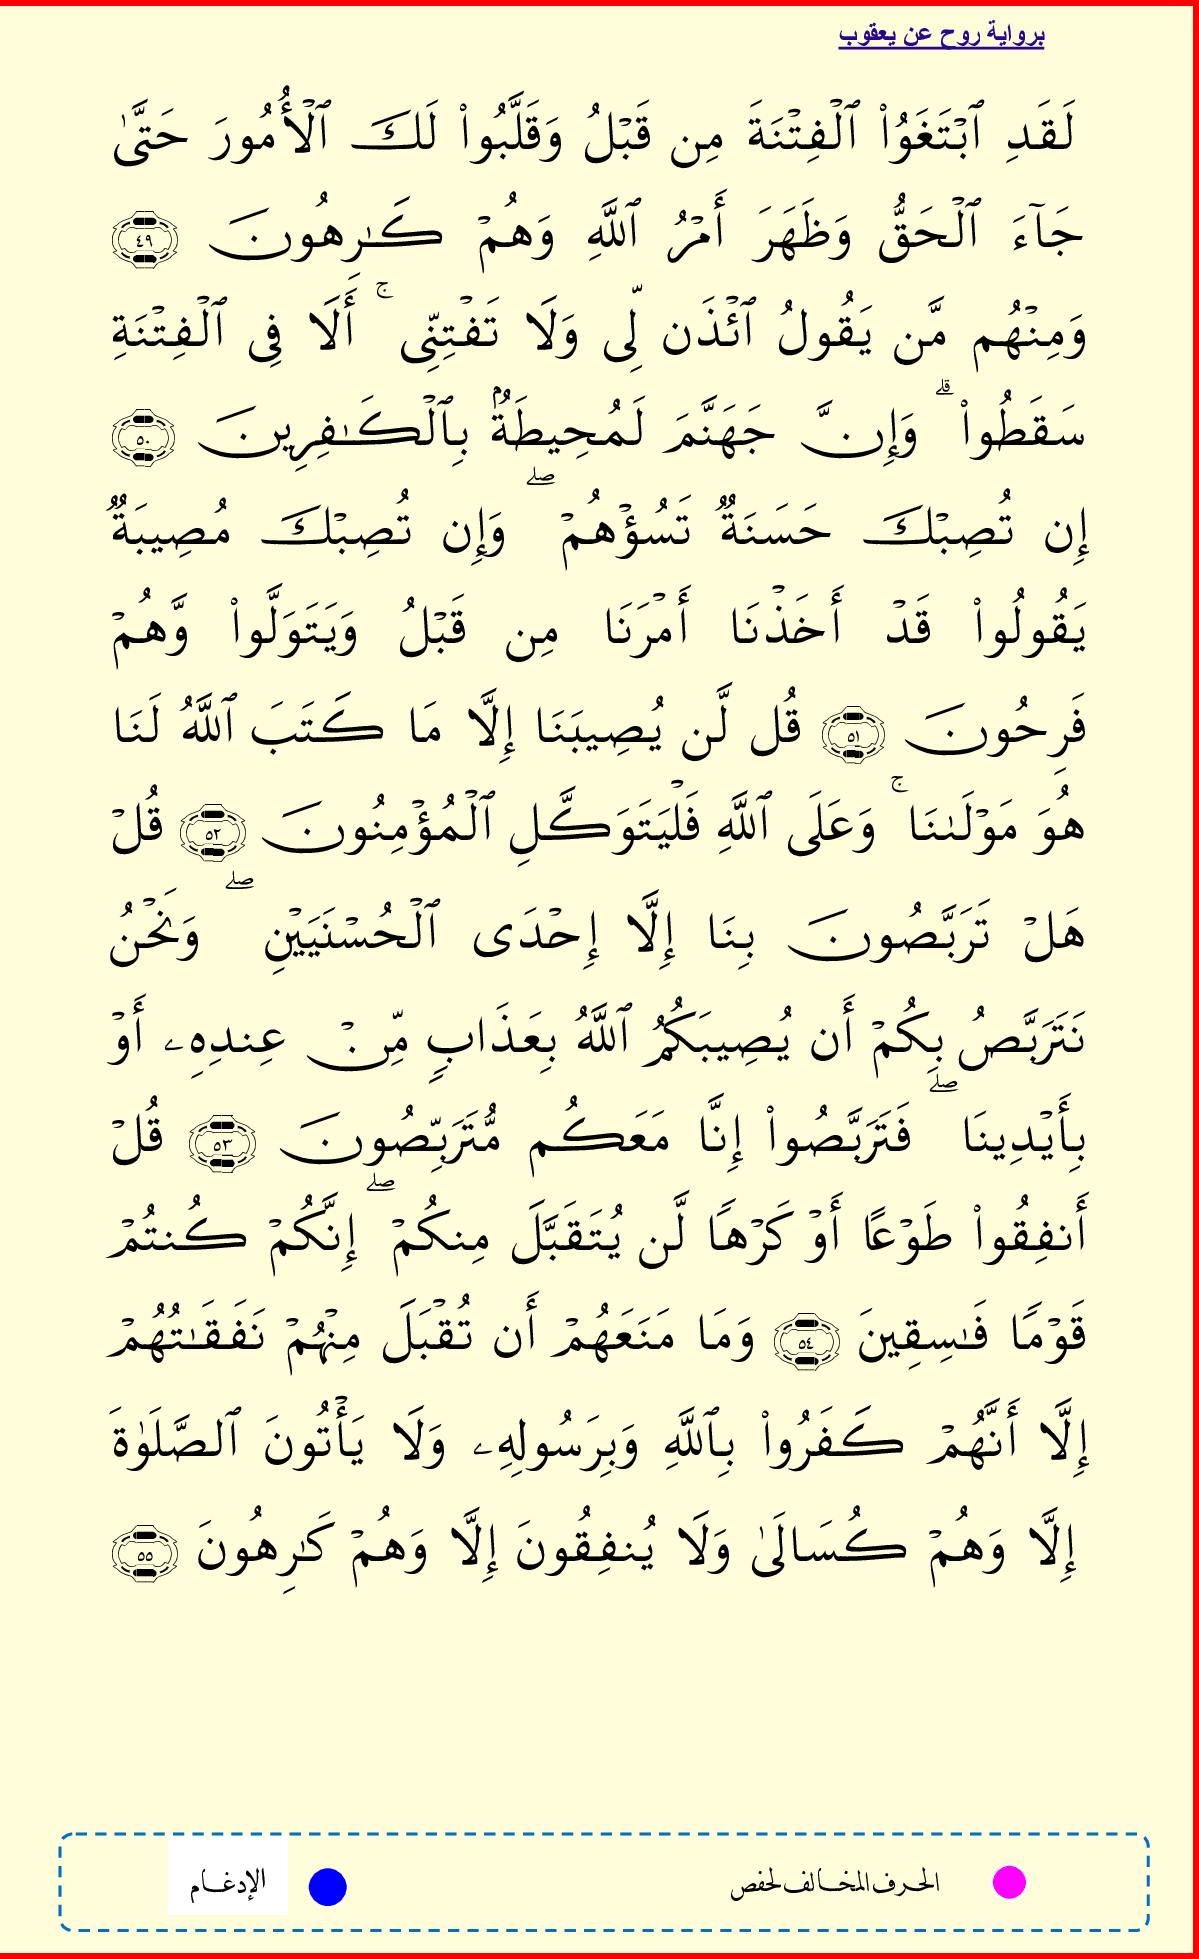 برواية روح عن يعقوب
لَقَدِ ٱبۡتَغَوُاْ ٱلۡفِتۡنَةَ مِن قَبۡلُ وَقَلَّبُواْ لَكَ ٱلۡأُمُورَ حَتَّىٰ
جَآءَ ٱلۡحَقُّ وَظَهَرَ أَمۡرُ ٱللَّهِ وَهُمۡ كَٰرِهُونَ ٤٩
وَمِنۡهُم مَّن يَقُولُ ٱئۡذَن لِّي وَلَا تَفۡتِنِّيۚ أَلَا فِي ٱلۡفِتۡنَةِ
سَقَطُواْۗ وَإِنَّ جَهَنَّمَ لَمُحِيطَةُۢ بِٱلۡكَٰفِرِينَ ٥٠
إِن تُصِبۡكَ حَسَنَةٞ تَسُؤۡهُمۡۖ وَإِن تُصِبۡكَ مُصِيبَةٞ
يَقُولُواْ قَدۡ أَخَذۡنَا أَمۡرَنَا مِن قَبۡلُ وَيَتَوَلَّواْ وَّهُمۡ
فَرِحُونَ ٥١ قُل لَّن يُصِيبَنَا إِلَّا مَا كَتَبَ ٱللَّهُ لَنَا
هُوَ مَوۡلَىٰنَاۚ وَعَلَى ٱللَّهِ فَلۡيَتَوَكَّلِ ٱلۡمُؤۡمِنُونَ ٥٢ قُلۡ
هَلۡ تَرَبَّصُونَ بِنَا إِلَّا إِحۡدَى ٱلۡحُسۡنَيَيۡنِۖ وَنَحۡنُ
نَتَرَبَّصُ بِكُمۡ أَن يُصِيبَكُمُ ٱللَّهُ بِعَذَابٖ مِّنۡ عِندِهِۦ أَوۡ
بِأَيۡدِينَاۖ فَتَرَبَّصُواْ إِنَّا مَعَكُم مُّتَرَبِّصُونَ ٥٣ قُلۡ
أَنفِقُواْ طَوۡعًا أَوۡ كَرۡهٗا لَّن يُتَقَبَّلَ مِنكُمۡۖ إِنَّكُمۡ كُنتُمۡ
قَوۡمٗا فَٰسِقِينَ ٥٤ وَمَا مَنَعَهُمۡ أَن تُقۡبَلَ مِنۡهُمۡ نَفَقَٰتُهُمۡ
إِلَّا أَنَّهُمۡ كَفَرُواْ بِٱللَّهِ وَبِرَسُولِهِۦ وَلَا يَأۡتُونَ ٱلصَّلَوٰةَ
إِلَّا وَهُمۡ كُسَالَىٰ وَلَا يُنفِقُونَ إِلَّا وَهُمۡ كَٰرِهُونَ ٥٥
الحرف المخالف لحفص الإدغام